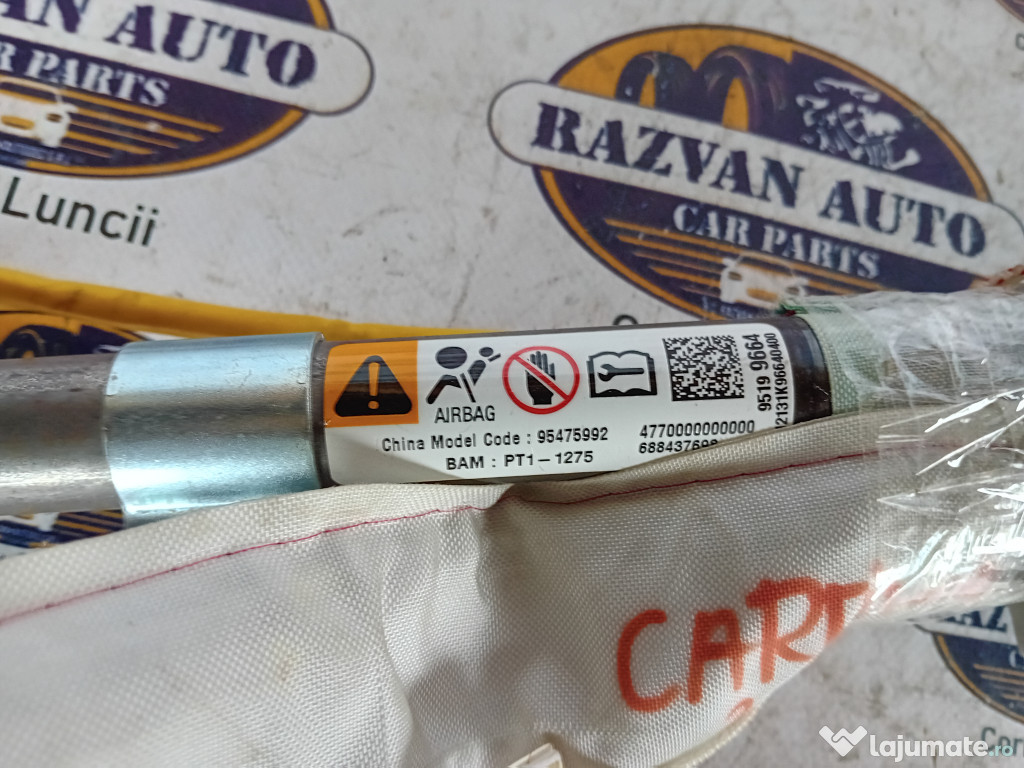 VAN AUTO
R PARTS
Luncii
RAZVAN AUTO
CAR PARTS
AIRBAG
China Model Code : 95475992
BAM : PT1-1275
4770000000000
9519 9664
lajumate.ro